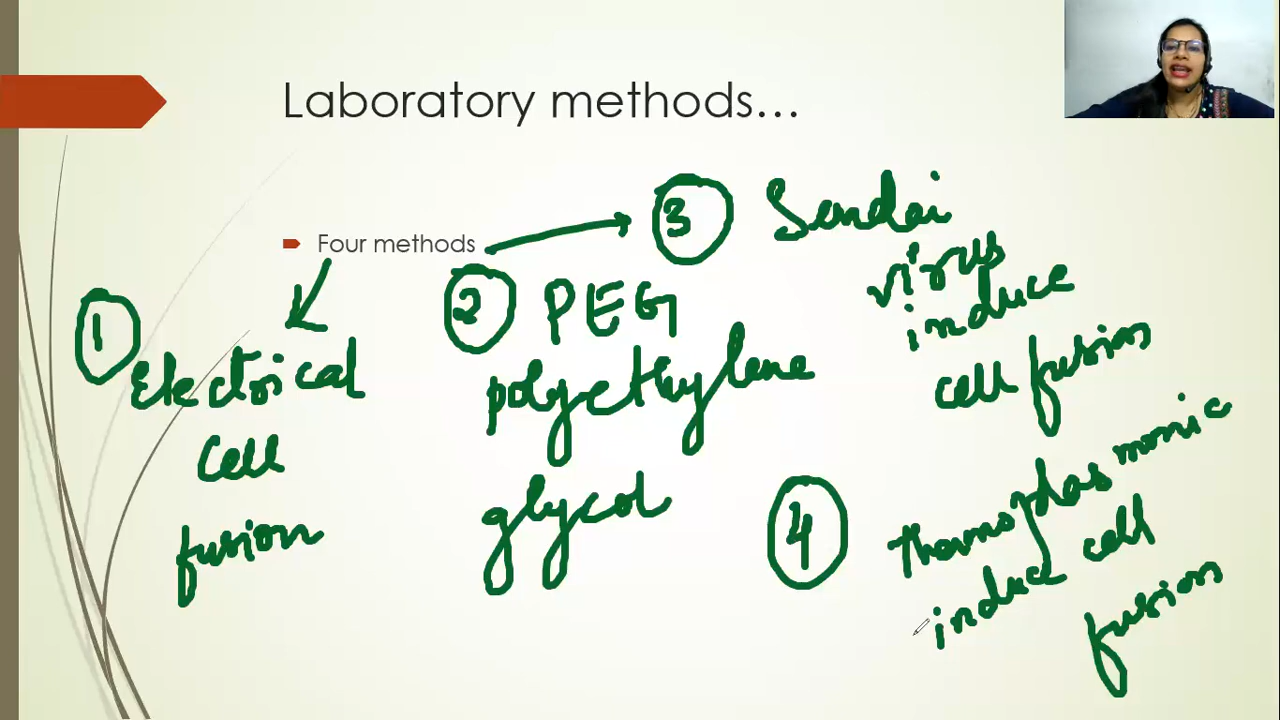 Laboratory methods...
Four methods
1
Electrical
cell
fusion
2 PEG
polyethylene
glycol
3 Sendai
virus
induce
cell fusion
4
thermoplasmonic
induce cell
fusion